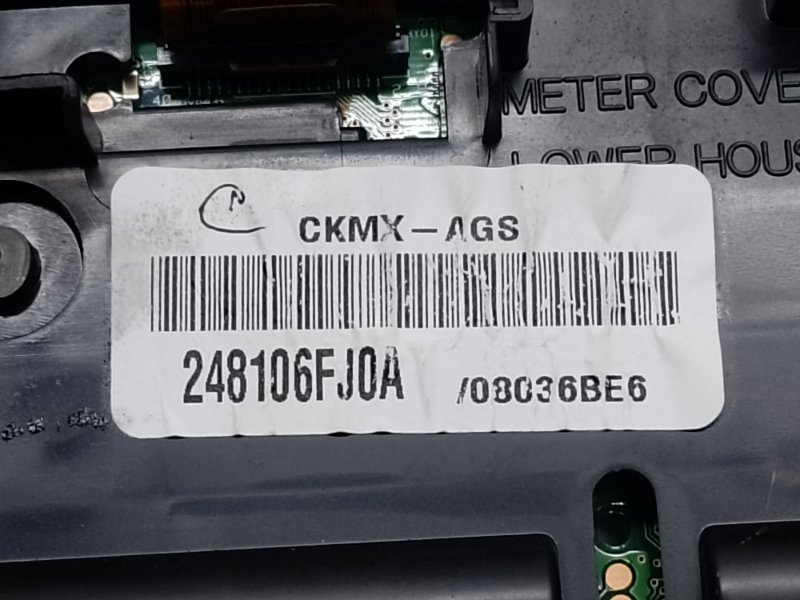 METER COVE
LOWER HOUS
CKMX-AGS
248106FJ0A /08036BE6